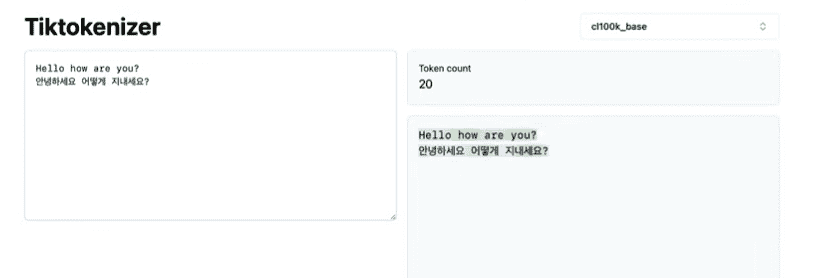 Tiktokenizer
cl100k_base
Hello how are you?
안녕하세요 어떻게 지내세요?
Token count
20
Hello how are you?
안녕하세요 어떻게 지내세요?